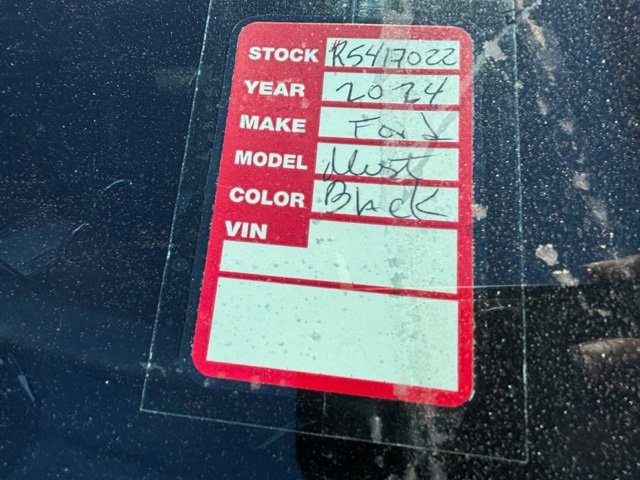 STOCK R5417022
YEAR 2024
MAKE Ford
MODEL Must
COLOR Black
VIN